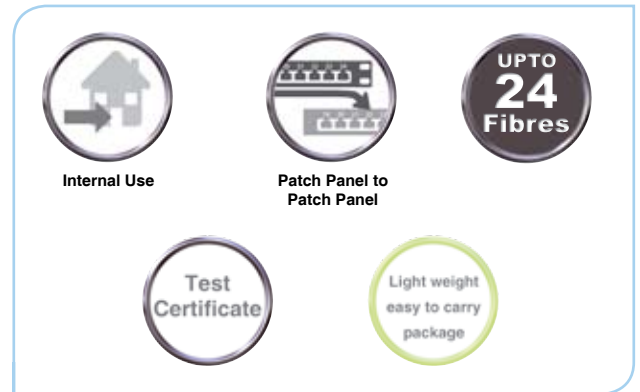 UPTO
24
Fibres
Internal Use
Patch Panel to
Patch Panel
Test
Certificate
Light weight
easy to carry
package